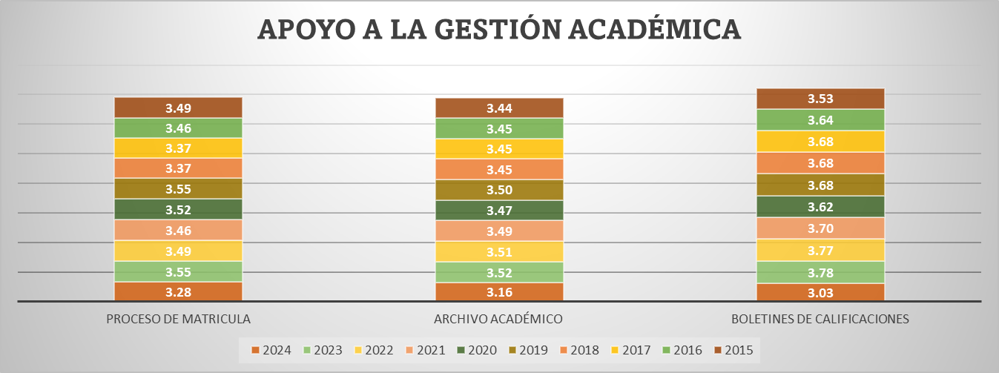 APOYO A LA GESTIÓN ACADÉMICA
3.49 3.44 3.53
3.46 3.45 3.64
3.37 3.45 3.68
3.37 3.45 3.68
3.55 3.50 3.68
3.52 3.47 3.62
3.46 3.49 3.70
3.49 3.51 3.77
3.55 3.52 3.78
3.28 3.16 3.03
PROCESO DE MATRICULA ARCHIVO ACADÉMICO BOLETINES DE CALIFICACIONES
2024 2023 2022 2021 2020 2019 2018 2017 2016 2015